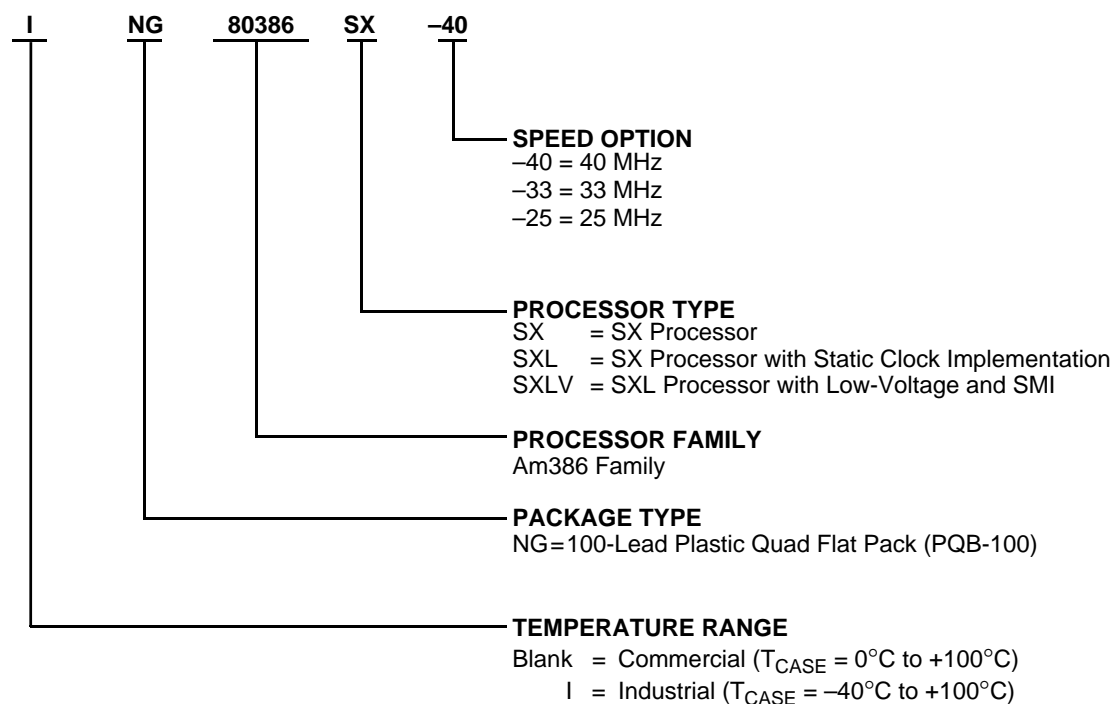 I NG 80386 SX –40
SPEED OPTION
–40 = 40 MHz
–33 = 33 MHz
–25 = 25 MHz
PROCESSOR TYPE
SX = SX Processor
SXL = SX Processor with Static Clock Implementation
SXLV = SXL Processor with Low-Voltage and SMI
PROCESSOR FAMILY
Am386 Family
PACKAGE TYPE
NG=100-Lead Plastic Quad Flat Pack (PQB-100)
TEMPERATURE RANGE
Blank = Commercial (TCASE = 0°C to +100°C)
I = Industrial (TCASE = –40°C to +100°C)